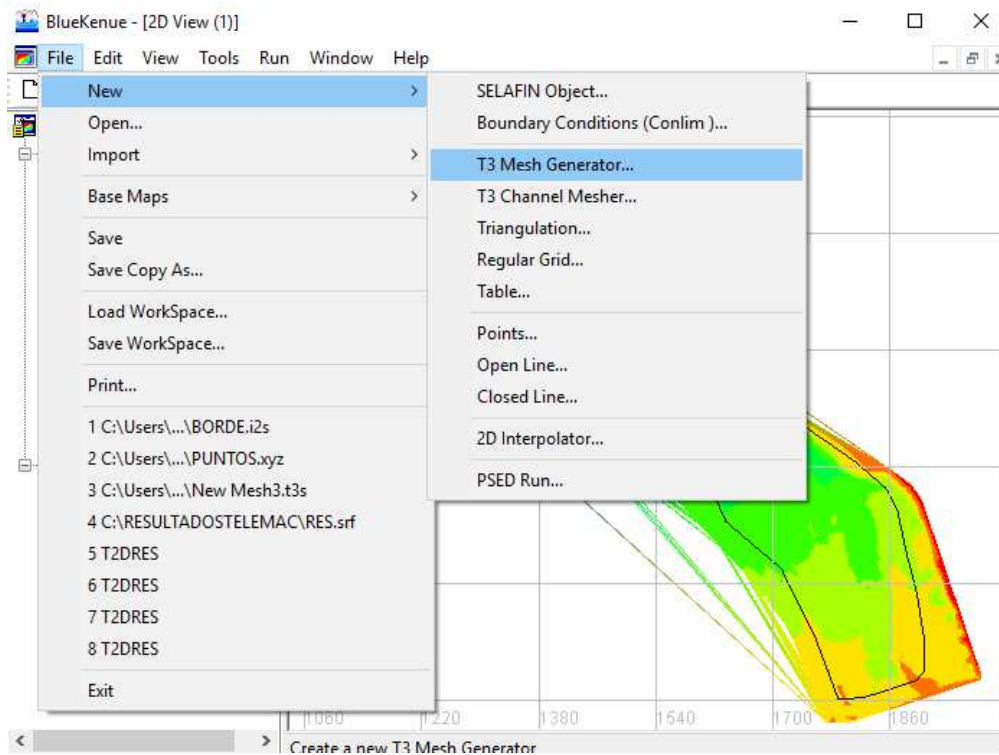 BlueKenue - [2D View (1)]
File Edit View Tools Run Window Help
New
Open...
Import
Base Maps
Save
Save Copy As...
Load WorkSpace...
Save WorkSpace...
Print...
1 C:\Users\...\BORDE.i2s
2 C:\Users\...\PUNTOS.xyz
3 C:\Users\...\New Mesh3.t3s
4 C:\RESULTADOSTELEMAC\RES.srf
5 T2DRES
6 T2DRES
7 T2DRES
8 T2DRES
Exit
SELAFIN Object...
Boundary Conditions (Conlim )...
T3 Mesh Generator...
T3 Channel Mesher...
Triangulation...
Regular Grid...
Table...
Points...
Open Line...
Closed Line...
2D Interpolator...
PSED Run...
1060 1220 1380 1540 1700 1860
Create a new T3 Mesh Generator